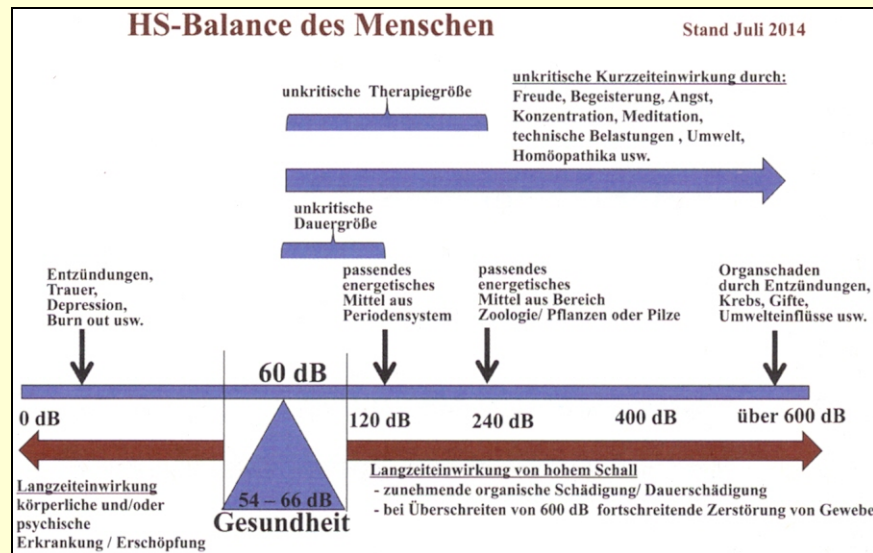 HS-Balance des Menschen
Stand Juli 2014
unkritische Therapiegröße
unkritische Kurzzeiteinwirkung durch:
Freude, Begeisterung, Angst,
Konzentration, Meditation,
technische Belastungen , Umwelt,
Homöopathika usw.
unkritische
Dauergröße
Entzündungen,
Trauer,
Depression,
Burn out usw.
passendes
energetisches
Mittel aus
Periodensystem
passendes
energetisches
Mittel aus Bereich
Zoologie/ Pflanzen oder Pilze
Organschaden
durch Entzündungen,
Krebs, Gifte,
Umwelteinflüsse usw.
60 dB
0 dB
120 dB
240 dB
400 dB
über 600 dB
Langzeiteinwirkung
körperliche und/oder
psychische
Erkrankung / Erschöpfung
54 – 66 dB
Gesundheit
Langzeiteinwirkung von hohem Schall
- zunehmende organische Schädigung/ Dauerschädigung
- bei Überschreiten von 600 dB fortschreitende Zerstörung von Gewebe